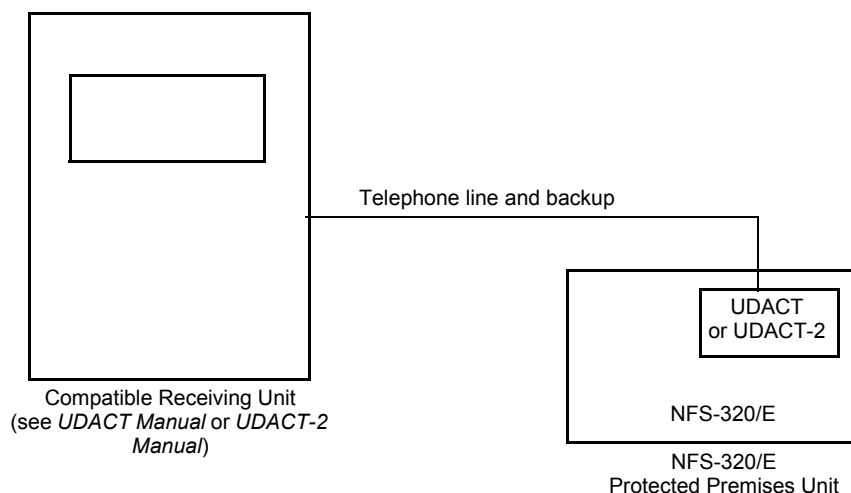 Telephone line and backup
UDACT
or UDACT-2
NFS-320/E
Compatible Receiving Unit
(see UDACT Manual or UDACT-2
Manual)
NFS-320/E
Protected Premises Unit